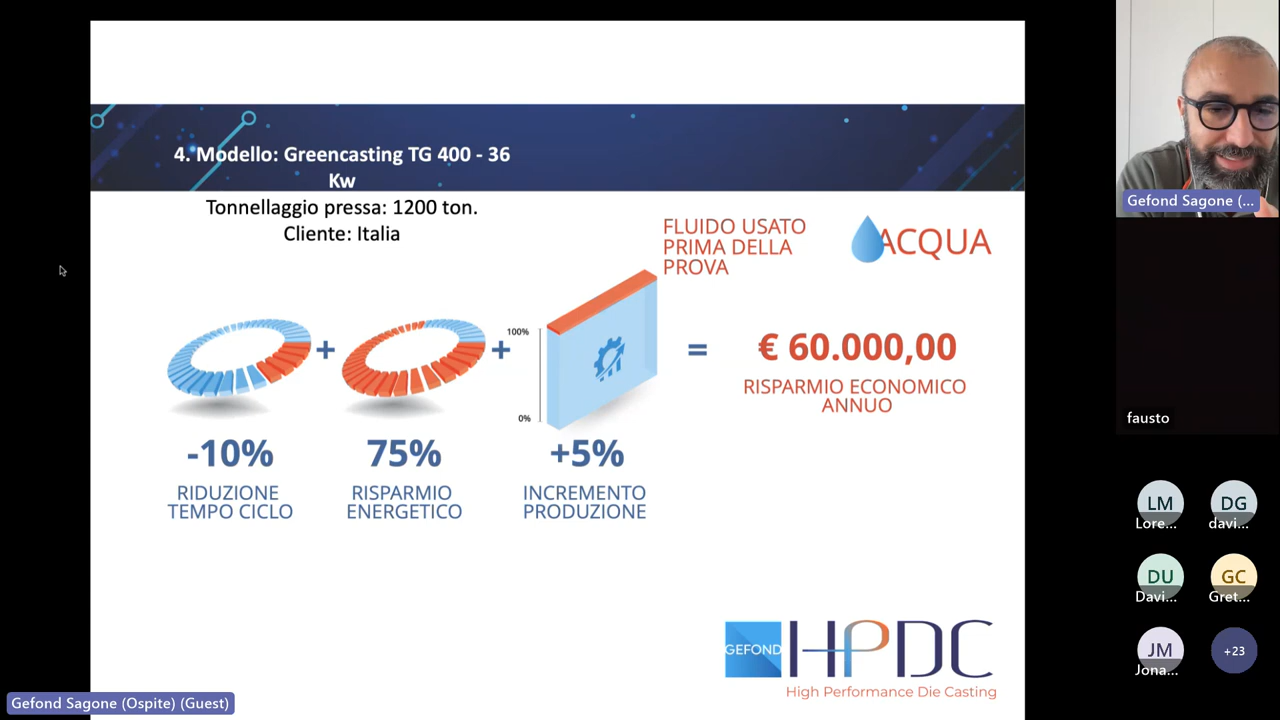 4. Modello: Greencasting TG 400 - 36
Kw
Tonnellaggio pressa: 1200 ton.
Cliente: Italia
FLUIDO USATO
PRIMA DELLA
PROVA
ACQUA
100%
0%
+
+
=
€ 60.000,00
RISPARMIO ECONOMICO
ANNUO
-10%
RIDUZIONE
TEMPO CICLO
75%
RISPARMIO
ENERGETICO
+5%
INCREMENTO
PRODUZIONE
GEFOND
HPDC
High Performance Die Casting
Gefond Sagone (Ospite) (Guest)
Gefond Sagone (...
fausto
LM
Lore...
DG
davi...
DU
Davi...
GC
Gret...
JM
Jona...
+23